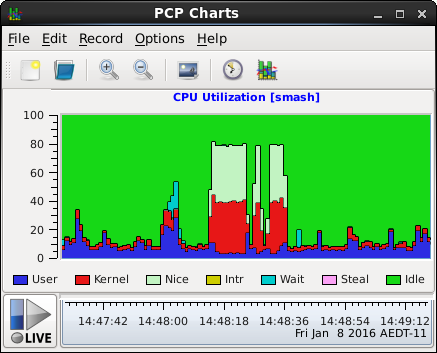 PCP Charts
File Edit Record Options Help
CPU Utilization [smash]
100
80
60
40
20
0
User Kernel Nice Intr Wait Steal Idle
LIVE
14:47:42 14:48:00 14:48:18 14:48:36 14:48:54 14:49:12
Fri Jan 8 2016 AEDT-11